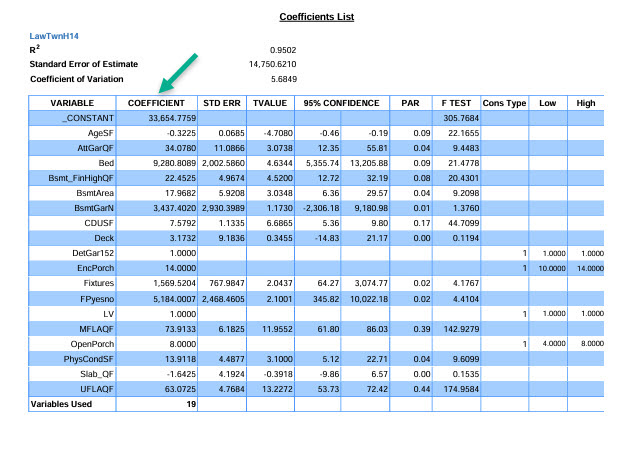 Coefficients List
LawTwnH14
R2 0.9502
Standard Error of Estimate 14,750.6210
Coefficient of Variation 5.6849
VARIABLE COEFFICIENT STD ERR TVALUE 95% CONFIDENCE PAR F TEST Cons Type Low High
_CONSTANT 33,654.7759 305.7684
AgeSF -0.3225 0.0685 -4.7080 -0.46 -0.19 0.09 22.1655
AttGarQF 34.0780 11.0866 3.0738 12.35 55.81 0.04 9.4483
Bed 9,280.8089 2,002.5860 4.6344 5,355.74 13,205.88 0.09 21.4778
Bsmt_FinHighQF 22.4525 4.9674 4.5200 12.72 32.19 0.08 20.4301
BsmtArea 17.9682 5.9208 3.0348 6.36 29.57 0.04 9.2098
BsmtGarN 3,437.4020 2,930.3989 1.1730 -2,306.18 9,180.98 0.01 1.3760
CDUSF 7.5792 1.1335 6.6865 5.36 9.80 0.17 44.7099
Deck 3.1732 9.1836 0.3455 -14.83 21.17 0.00 0.1194
DetGar152 1.0000 1 1.0000 1.0000
EncPorch 14.0000 1 10.0000 14.0000
Fixtures 1,569.5204 767.9847 2.0437 64.27 3,074.77 0.02 4.1767
FPyesno 5,184.0007 2,468.4605 2.1001 345.82 10,022.18 0.02 4.4104
LV 1.0000 1 1.0000 1.0000
MFLAQF 73.9133 6.1825 11.9552 61.80 86.03 0.39 142.9279
OpenPorch 8.0000 1 4.0000 8.0000
PhysCondSF 13.9118 4.4877 3.1000 5.12 22.71 0.04 9.6099
Slab_QF -1.6425 4.1924 -0.3918 -9.86 6.57 0.00 0.1535
UFLAQF 63.0725 4.7684 13.2272 53.73 72.42 0.44 174.9584
Variables Used 19